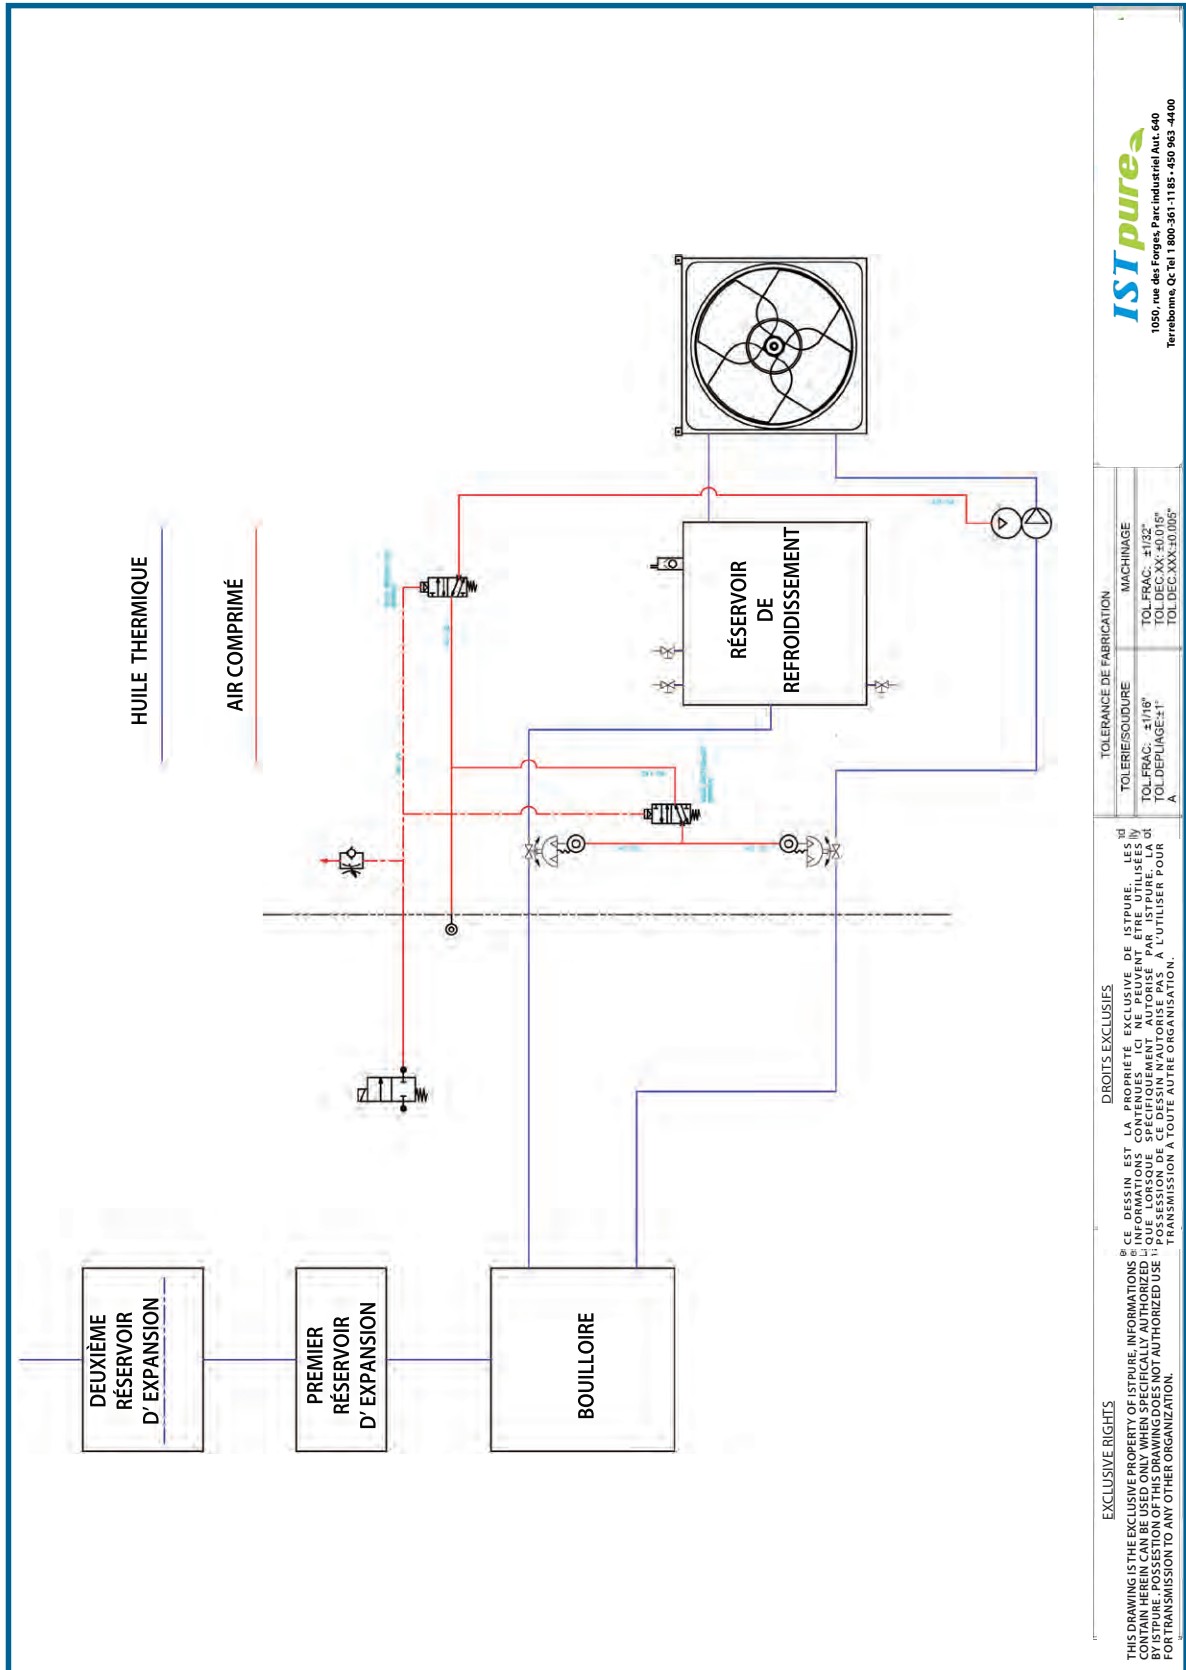 HUILE THERMIQUE
AIR COMPRIMÉ
DEUXIÈME
RÉSERVOIR
D' EXPANSION
PREMIER
RÉSERVOIR
D' EXPANSION
BOUILLOIRE
RÉSERVOIR
DE
REFROIDISSEMENT
EXCLUSIVE RIGHTS
THIS DRAWING IS THE EXCLUSIVE PROPERTY OF ISTPURE, INFORMATIONS
CONTAIN HEREIN CAN BE USED ONLY WHEN SPECIFICALLY AUTHORIZED
BY ISTPURE. POSSESTION OF THIS DRAWING DOES NOT AUTHORIZED USE
FOR TRANSMISSION TO ANY OTHER ORGANIZATION.
DROITS EXCLUSIFS
CE DESSIN EST LA PROPRIÉTÉ EXCLUSIVE DE ISTPURE. LES
INFORMATIONS CONTENUES ICI NE PEUVENT ÊTRE UTILISÉES
QUE LORSQUE SPÉCIFIQUEMENT AUTORISÉ PAR ISTPURE. LA
POSSESSION DE CE DESSIN N'AUTORISE PAS À L'UTILISER POUR
TRANSMISSION À TOUTE AUTRE ORGANISATION.
TOLERANCE DE FABRICATION
TOLERIE/SOUDURE
TOL.FRAC: ±1/16"
TOL.DEPLIAGE:±1°
A
MACHINAGE
TOL.FRAC: ±1/32"
TOL.DEC.XX: ±0.015"
TOL.DEC.XXX:±0.005"
IST pure
1050, rue des Forges, Parc industriel Aut. 640
Terrebonne, Qc Tel 1 800-361-1185 • 450 963-4400